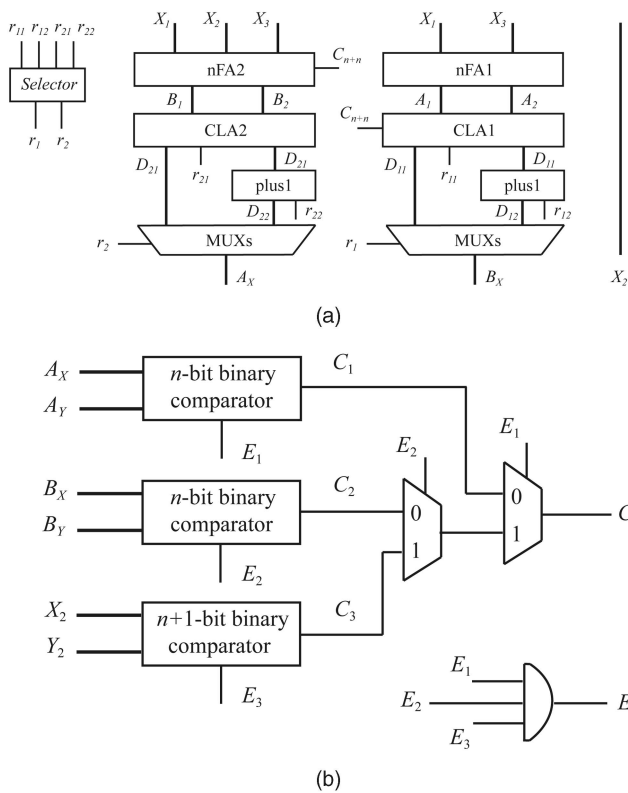 r11 r12 r21 r22
Selector
r1 r2
X1 X2 X3
nFA2
Cn+n
B1 B2
CLA2
D21 r21 D21
plus1
D22 r22
r2
MUXs
AX
X1 X3
nFA1
A1 A2
Cn+n
CLA1
D11 r11 D11
plus1
D12 r12
r1
MUXs
BX
X2
(a)
AX
AY
n-bit binary
comparator
C1
E1
BX
BY
n-bit binary
comparator
C2
E2
X2
Y2
n+1-bit binary
comparator
C3
E3
E2
0
1
E1
0
1
C
E1
E2
E3
E
(b)